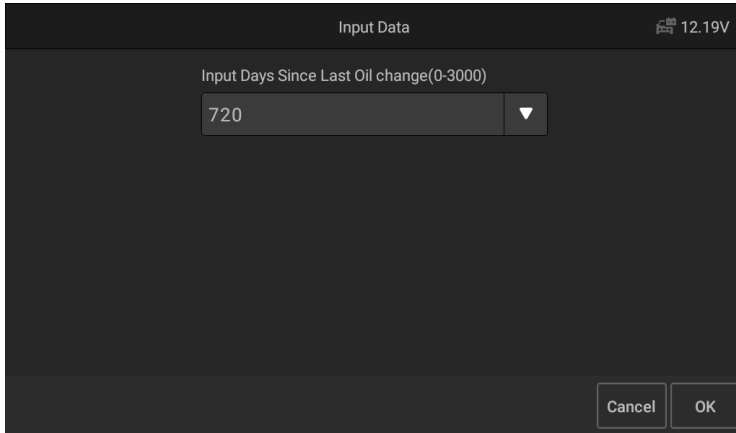 Input Data
12.19V
Input Days Since Last Oil change(0-3000)
720
Cancel
OK